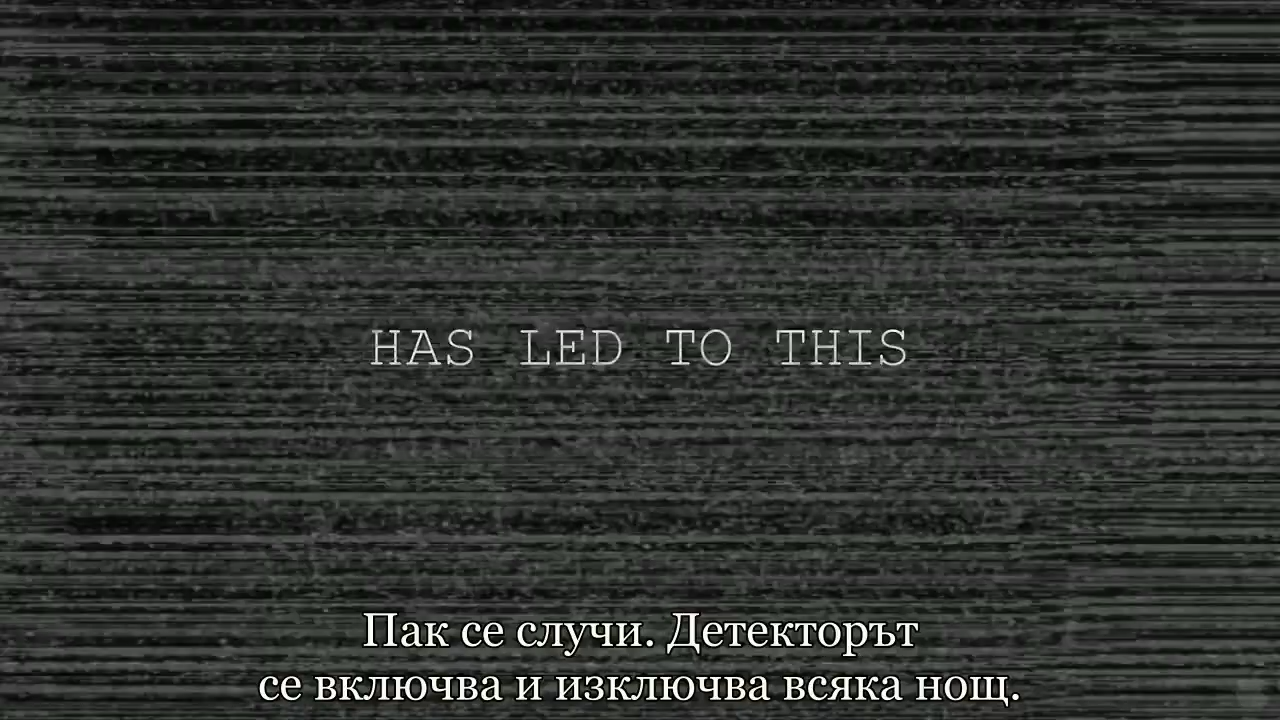 HAS LED TO THIS
Пак се случи. Детекторът
се включва и изключва всяка нощ.